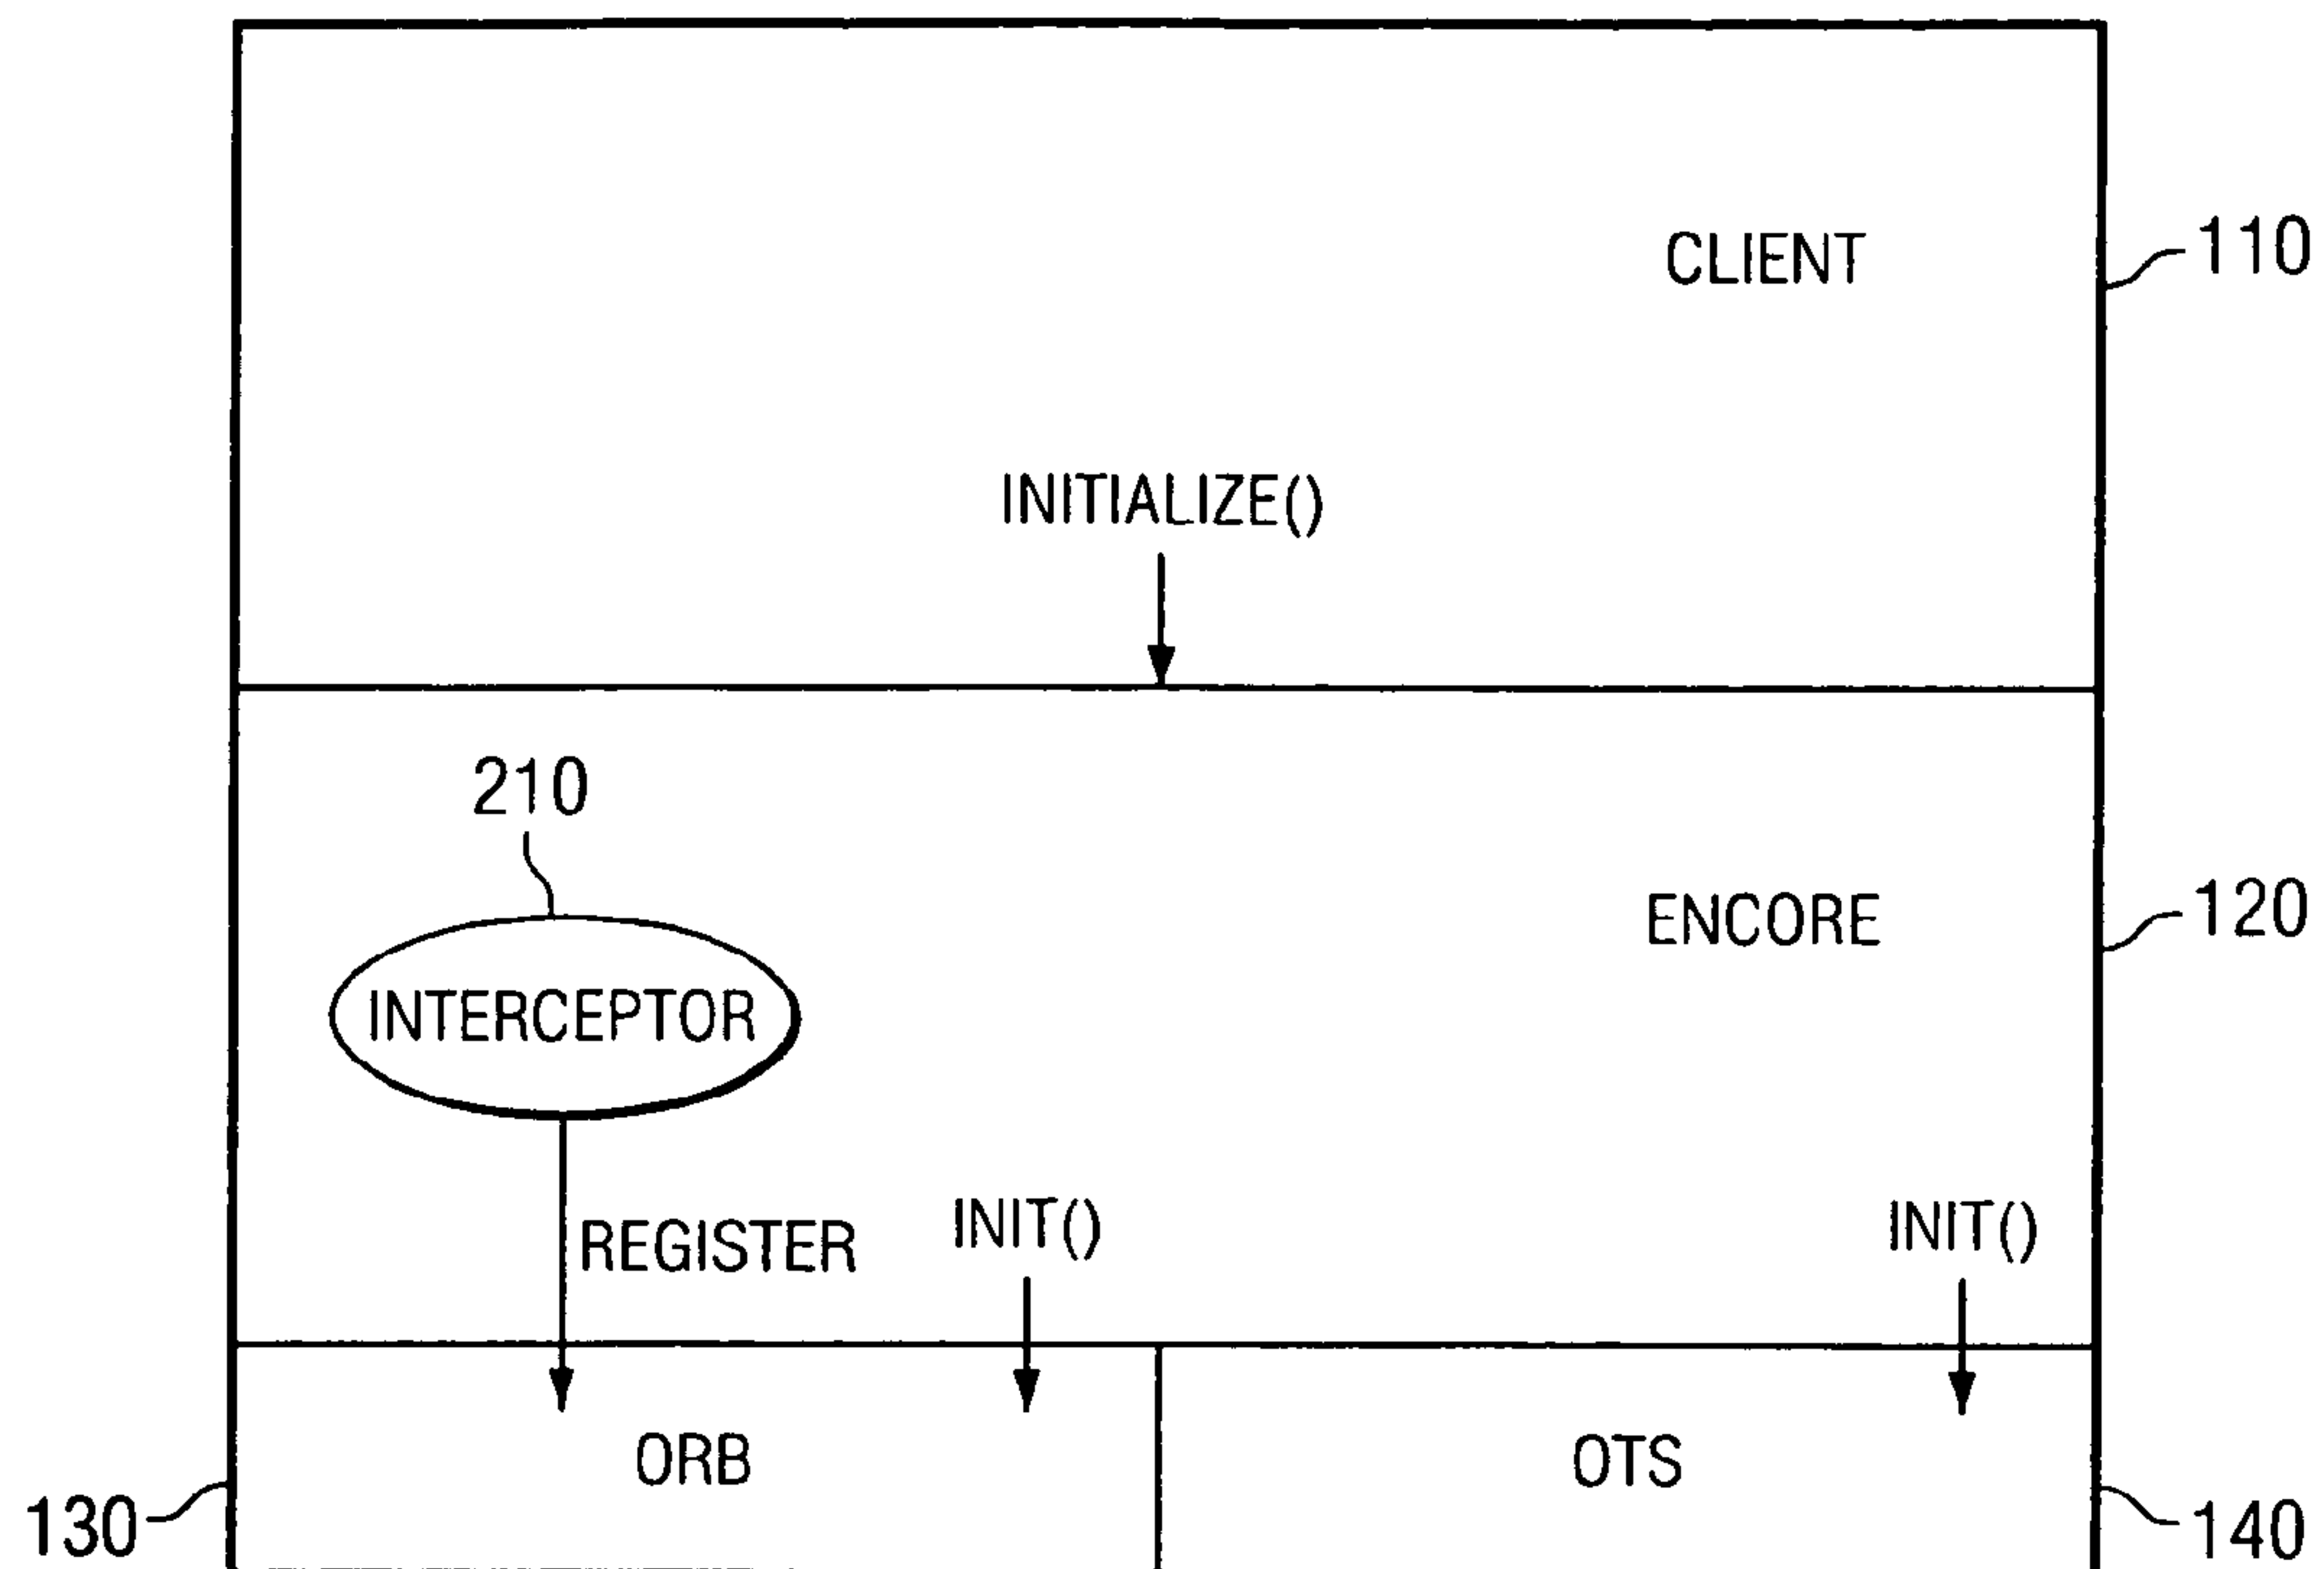 CLIENT
110
INITIALIZE()
210
ENCORE
120
INTERCEPTOR
REGISTER
INIT()
INIT()
ORB
OTS
130
140